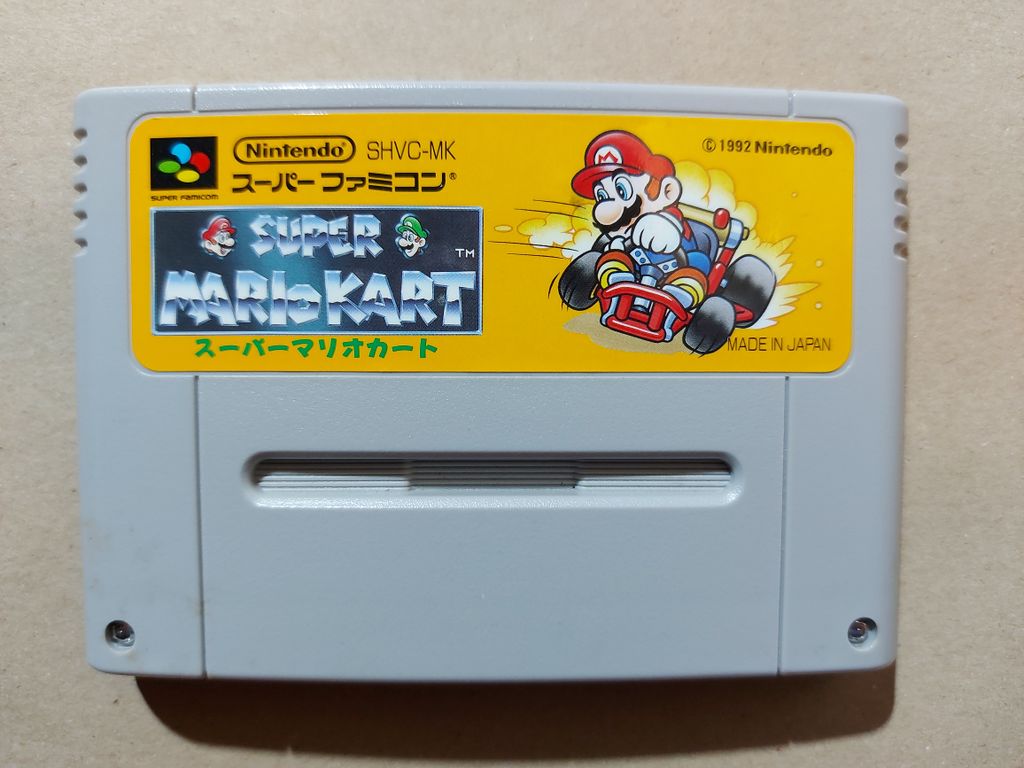 Nintendo SHVC-MK
スーパーファミコン®
SUPER FAMICOM
SUPER
MARIO KART ™
スーパーマリオカート
M
© 1992 Nintendo
MADE IN JAPAN